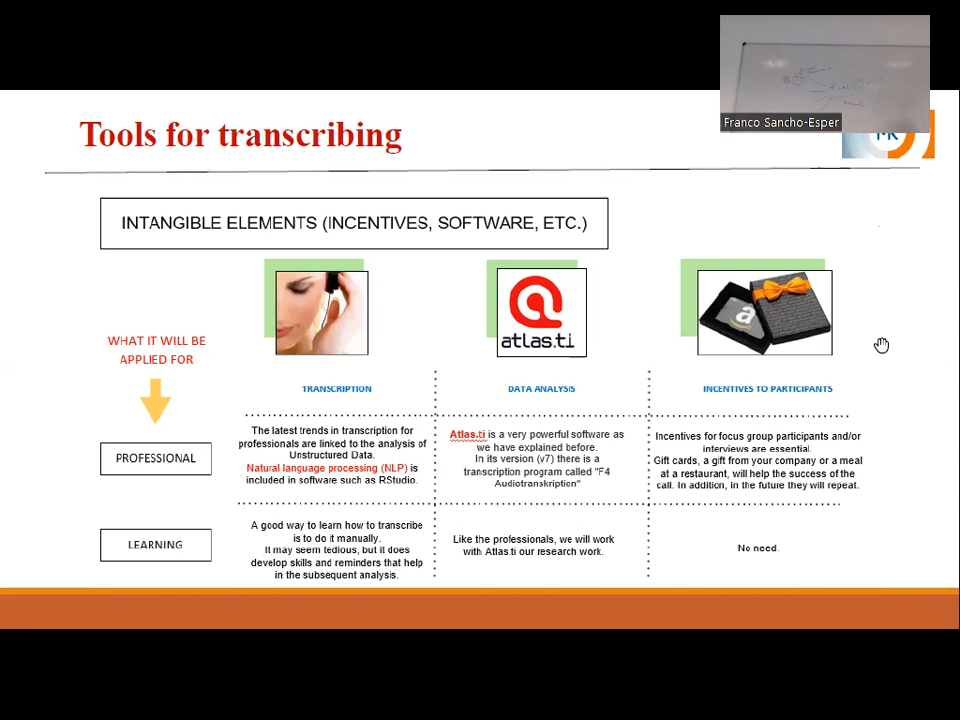 Franco Sancho-Esper
MR
Tools for transcribing
INTANGIBLE ELEMENTS (INCENTIVES, SOFTWARE, ETC.)
atlas.ti
a
WHAT IT WILL BE
APPLIED FOR
TRANSCRIPTION
DATA ANALYSIS
INCENTIVES TO PARTICIPANTS
PROFESSIONAL
The latest trends in transcription for
professionals are linked to the analysis of
Unstructured Data.
Natural language processing (NLP) is
included in software such as RStudio.
Atlas.ti is a very powerful software as
we have explained before.
In its version (v7) there is a
transcription program called "F4
Audiotranskription"
Incentives for focus group participants and/or
interviews are essential.
Gift cards, a gift from your company or a meal
at a restaurant, will help the success of the
call. In addition, in the future they will repeat.
LEARNING
A good way to learn how to transcribe
is to do it manually.
It may seem tedious, but it does
develop skills and reminders that help
in the subsequent analysis.
Like the professionals, we will work
with Atlas.ti our research work.
No need.